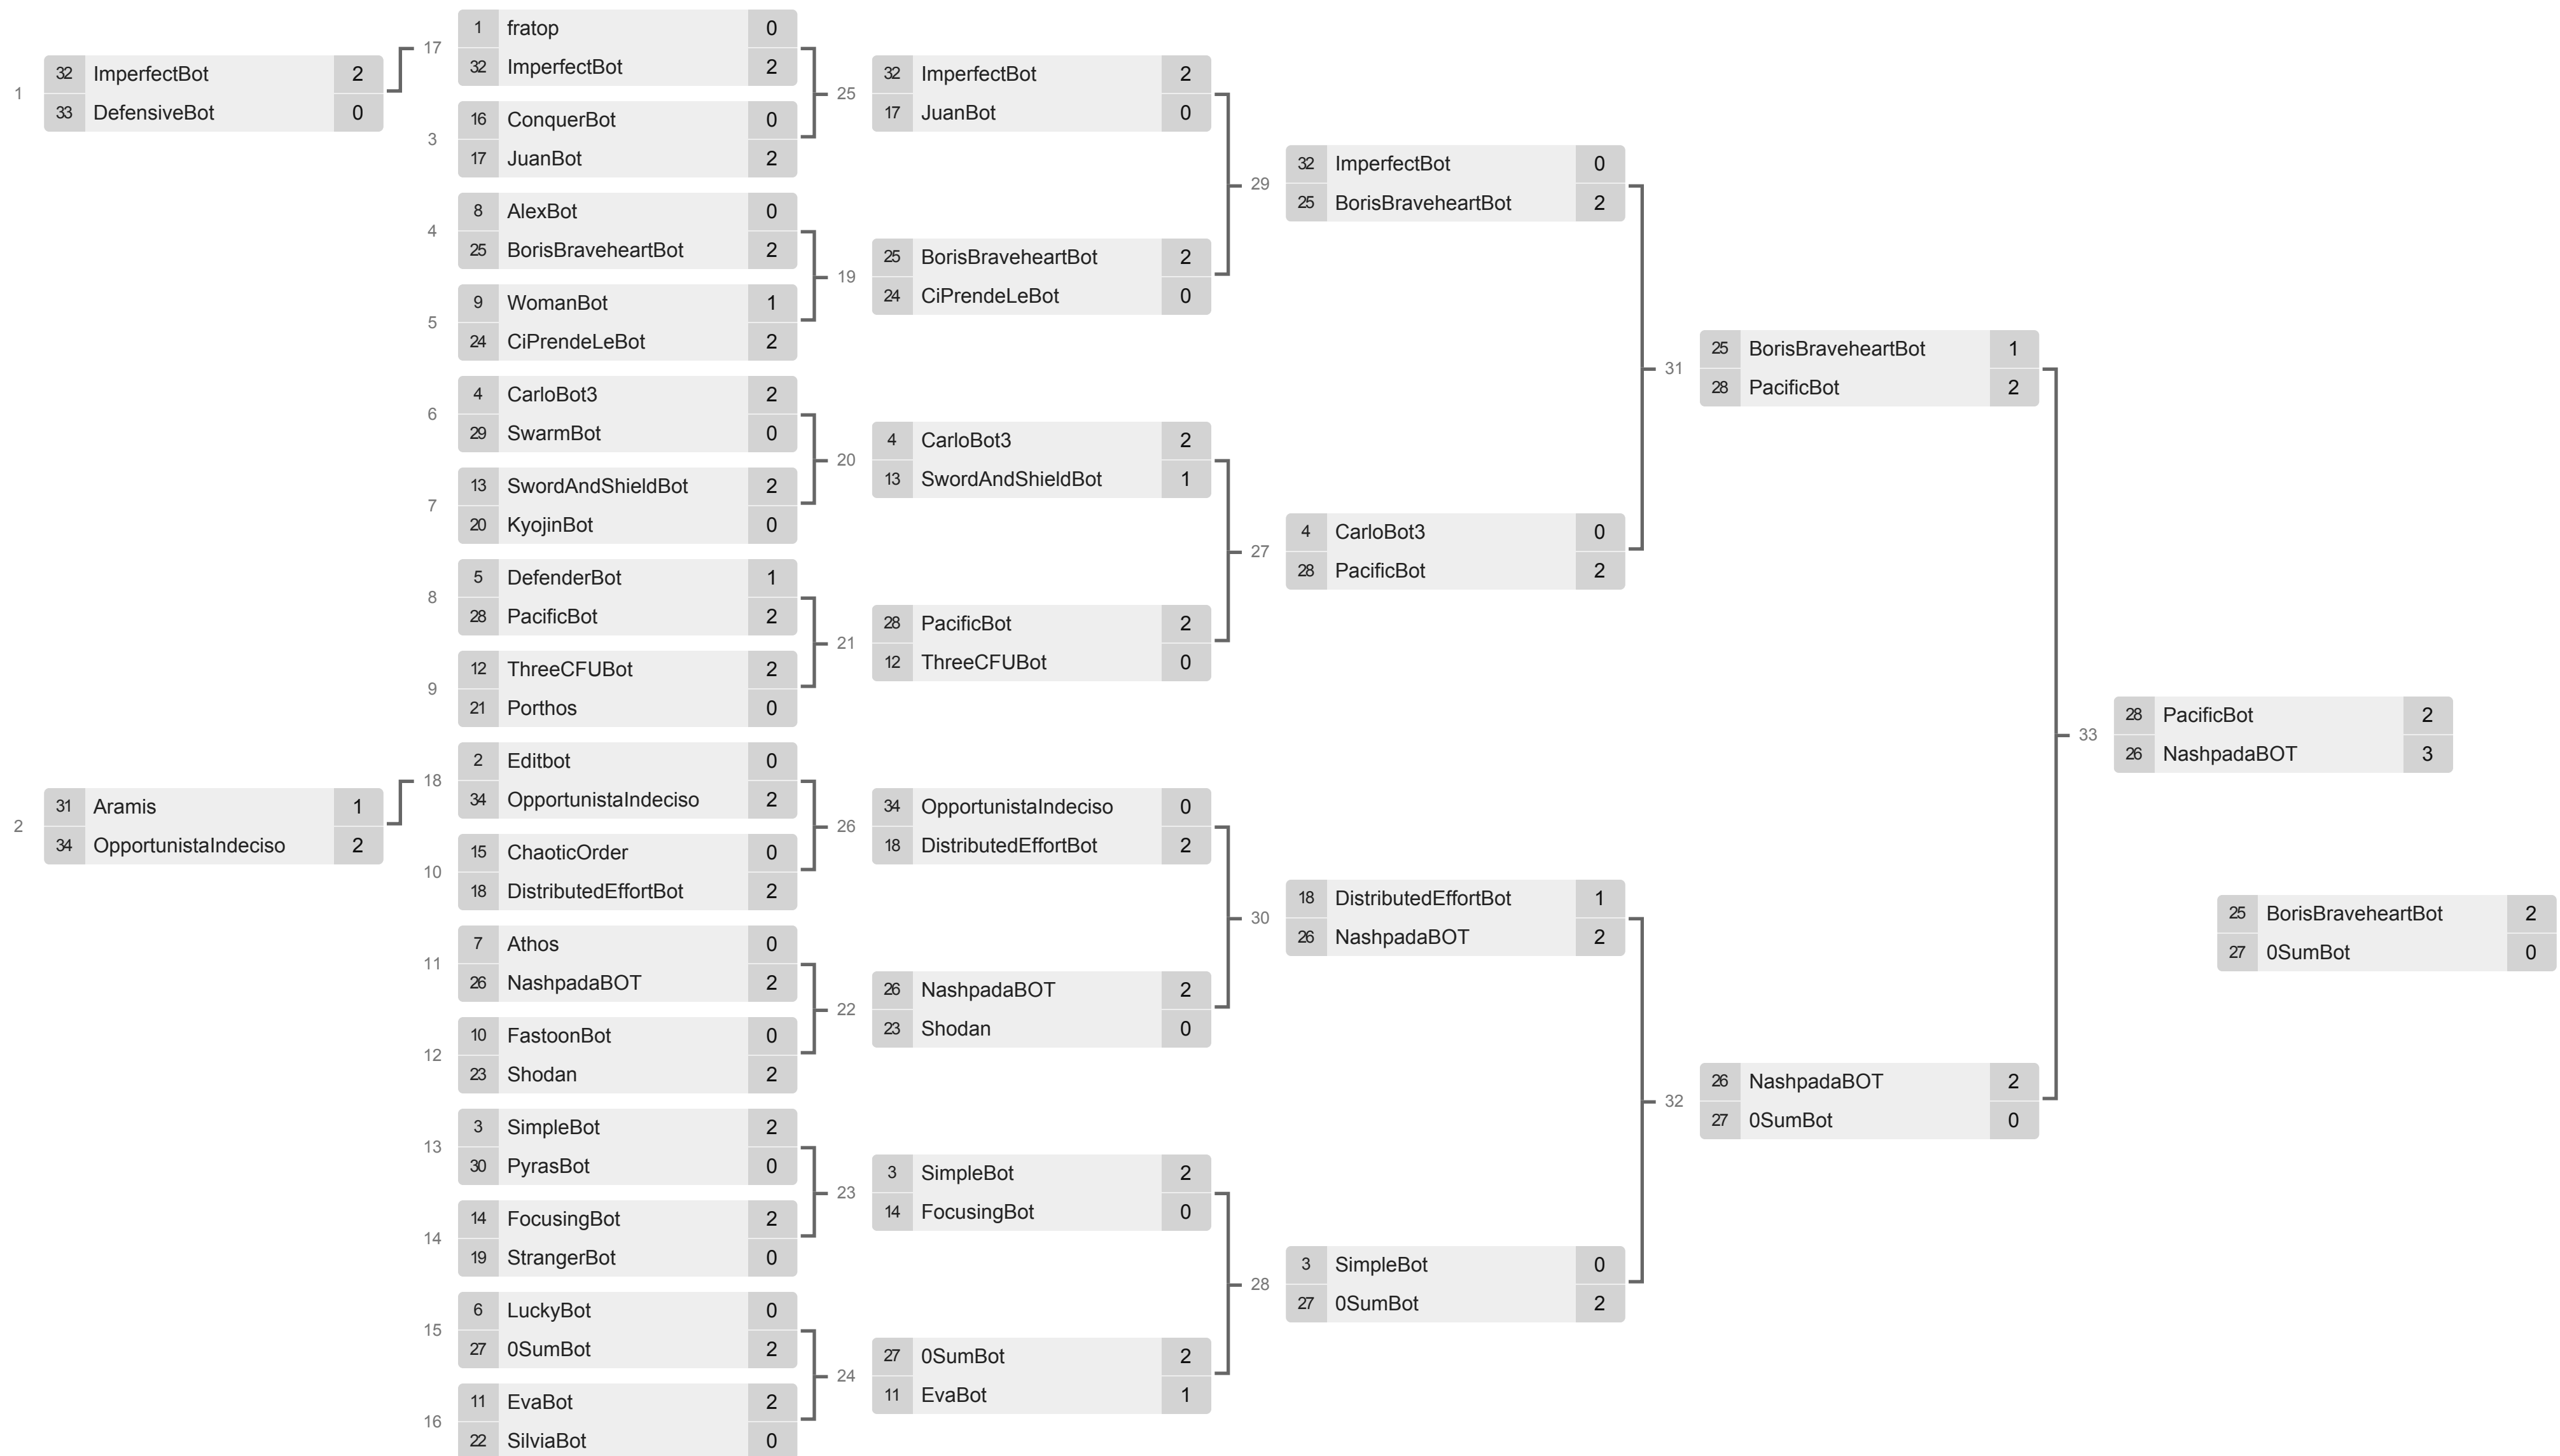 1
32 ImperfectBot 2
33 DefensiveBot 0
2
31 Aramis 1
34 OpportunistaIndeciso 2
17
1 fratop 0
32 ImperfectBot 2
3
16 ConquerBot 0
17 JuanBot 2
4
8 AlexBot 0
25 BorisBraveheartBot 2
5
9 WomanBot 1
24 CiPrendeLeBot 2
6
4 CarloBot3 2
29 SwarmBot 0
7
13 SwordAndShieldBot 2
20 KyojinBot 0
8
5 DefenderBot 1
28 PacificBot 2
9
12 ThreeCFUBot 2
21 Porthos 0
18
2 Editbot 0
34 OpportunistaIndeciso 2
10
15 ChaoticOrder 0
18 DistributedEffortBot 2
11
7 Athos 0
26 NashpadaBOT 2
12
10 FastoonBot 0
23 Shodan 2
13
3 SimpleBot 2
30 PyrasBot 0
14
14 FocusingBot 2
19 StrangerBot 0
15
6 LuckyBot 0
27 0SumBot 2
16
11 EvaBot 2
22 SilviaBot 0
25
32 ImperfectBot 2
17 JuanBot 0
19
25 BorisBraveheartBot 2
24 CiPrendeLeBot 0
20
4 CarloBot3 2
13 SwordAndShieldBot 1
21
28 PacificBot 2
12 ThreeCFUBot 0
26
34 OpportunistaIndeciso 0
18 DistributedEffortBot 2
22
26 NashpadaBOT 2
23 Shodan 0
23
3 SimpleBot 2
14 FocusingBot 0
24
27 0SumBot 2
11 EvaBot 1
29
32 ImperfectBot 0
25 BorisBraveheartBot 2
27
4 CarloBot3 0
28 PacificBot 2
30
18 DistributedEffortBot 1
26 NashpadaBOT 2
28
3 SimpleBot 0
27 0SumBot 2
31
25 BorisBraveheartBot 1
28 PacificBot 2
32
26 NashpadaBOT 2
27 0SumBot 0
33
28 PacificBot 2
26 NashpadaBOT 3
25 BorisBraveheartBot 2
27 0SumBot 0